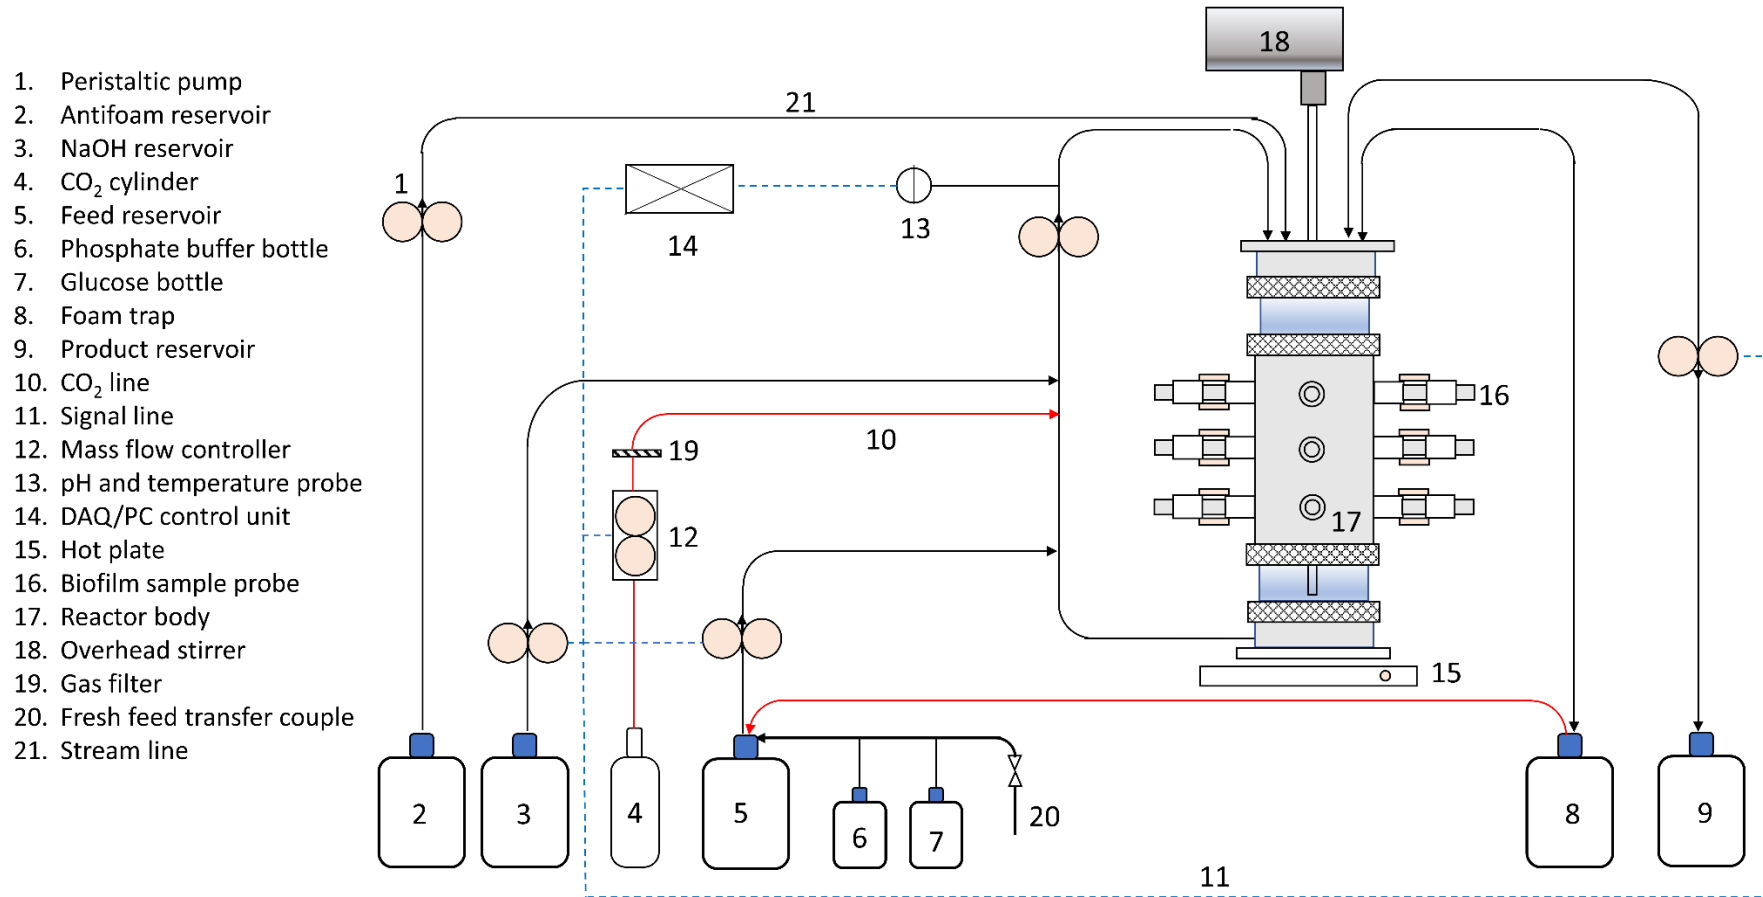 1. Peristaltic pump
2. Antifoam reservoir
3. NaOH reservoir
4. CO₂ cylinder
5. Feed reservoir
6. Phosphate buffer bottle
7. Glucose bottle
8. Foam trap
9. Product reservoir
10. CO₂ line
11. Signal line
12. Mass flow controller
13. pH and temperature probe
14. DAQ/PC control unit
15. Hot plate
16. Biofilm sample probe
17. Reactor body
18. Overhead stirrer
19. Gas filter
20. Fresh feed transfer couple
21. Stream line
18
21
1
13
14
16
10
19
17
12
15
2
3
4
5
6
7
20
8
9
11